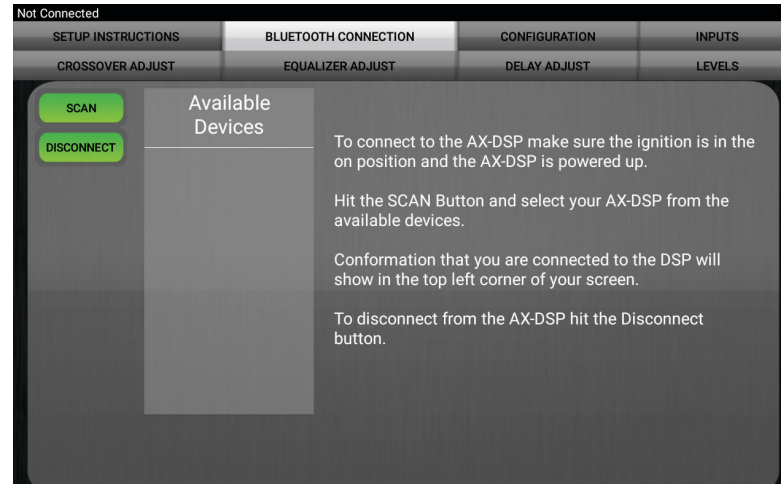 Not Connected
SETUP INSTRUCTIONS BLUETOOTH CONNECTION CONFIGURATION INPUTS
CROSSOVER ADJUST EQUALIZER ADJUST DELAY ADJUST LEVELS
SCAN
DISCONNECT
Available
Devices
To connect to the AX-DSP make sure the ignition is in the
on position and the AX-DSP is powered up.
Hit the SCAN Button and select your AX-DSP from the
available devices.
Conformation that you are connected to the DSP will
show in the top left corner of your screen.
To disconnect from the AX-DSP hit the Disconnect
button.